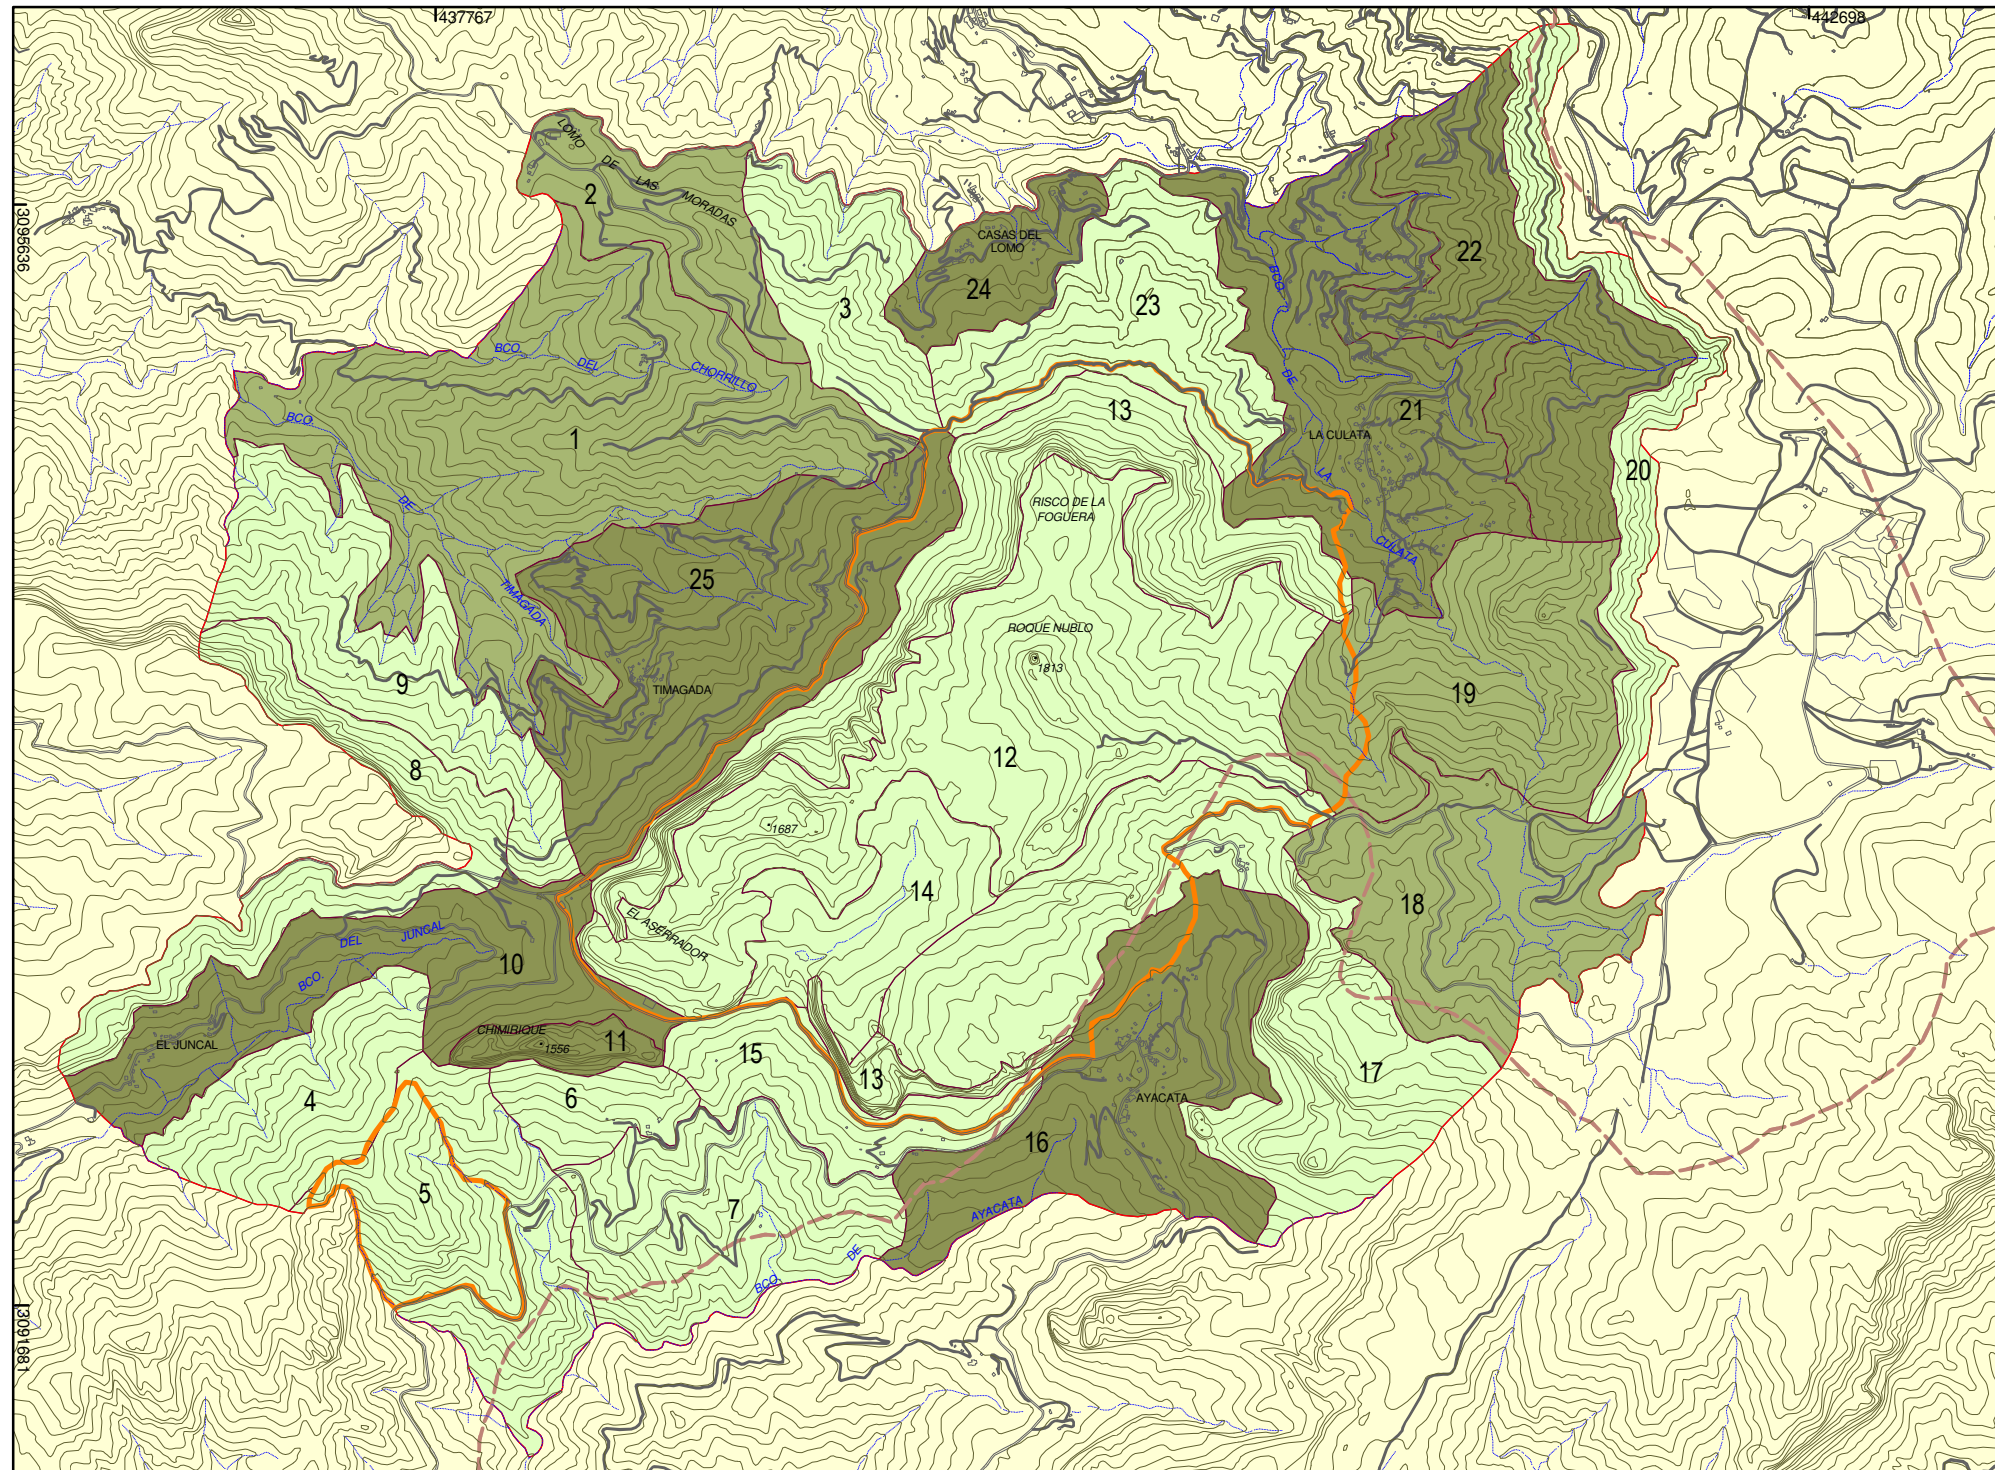 437767
442698
3095636
3091681
LOMO DE LAS MORADAS
2
3
CASAS DEL
LOMO
24
23
22
BCO. DE LA CULATA
BCO. DEL CHORRILLO
13
BCO. DE TIMAGADA
1
21
LA CULATA
20
RISCO DE LA
FOGUERA
25
ROQUE NUBLO
1813
TIMAGADA
9
19
12
8
1687
14
18
EL ASERRADOR
BCO. DEL JUNCAL
10
CHIMIRIQUE
1556
11
EL JUNCAL
15
13
17
4
6
AYACATA
16
5
7
BCO. DE AYACATA